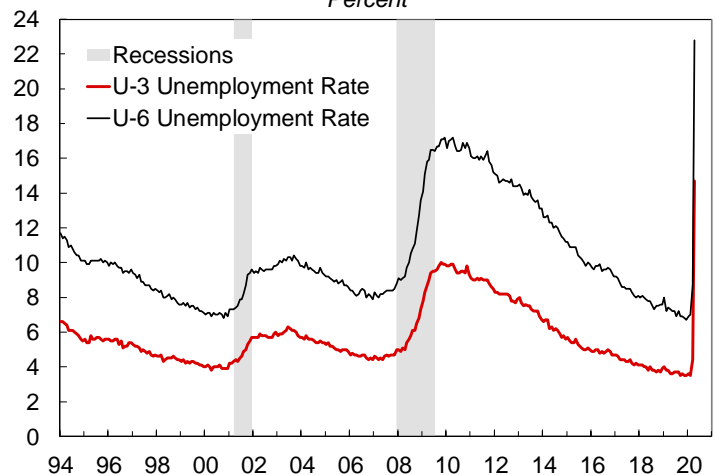 Percent
24
22
20
18
16
14
12
10
8
6
4
2
0
Recessions
U-3 Unemployment Rate
U-6 Unemployment Rate
94 96 98 00 02 04 06 08 10 12 14 16 18 20